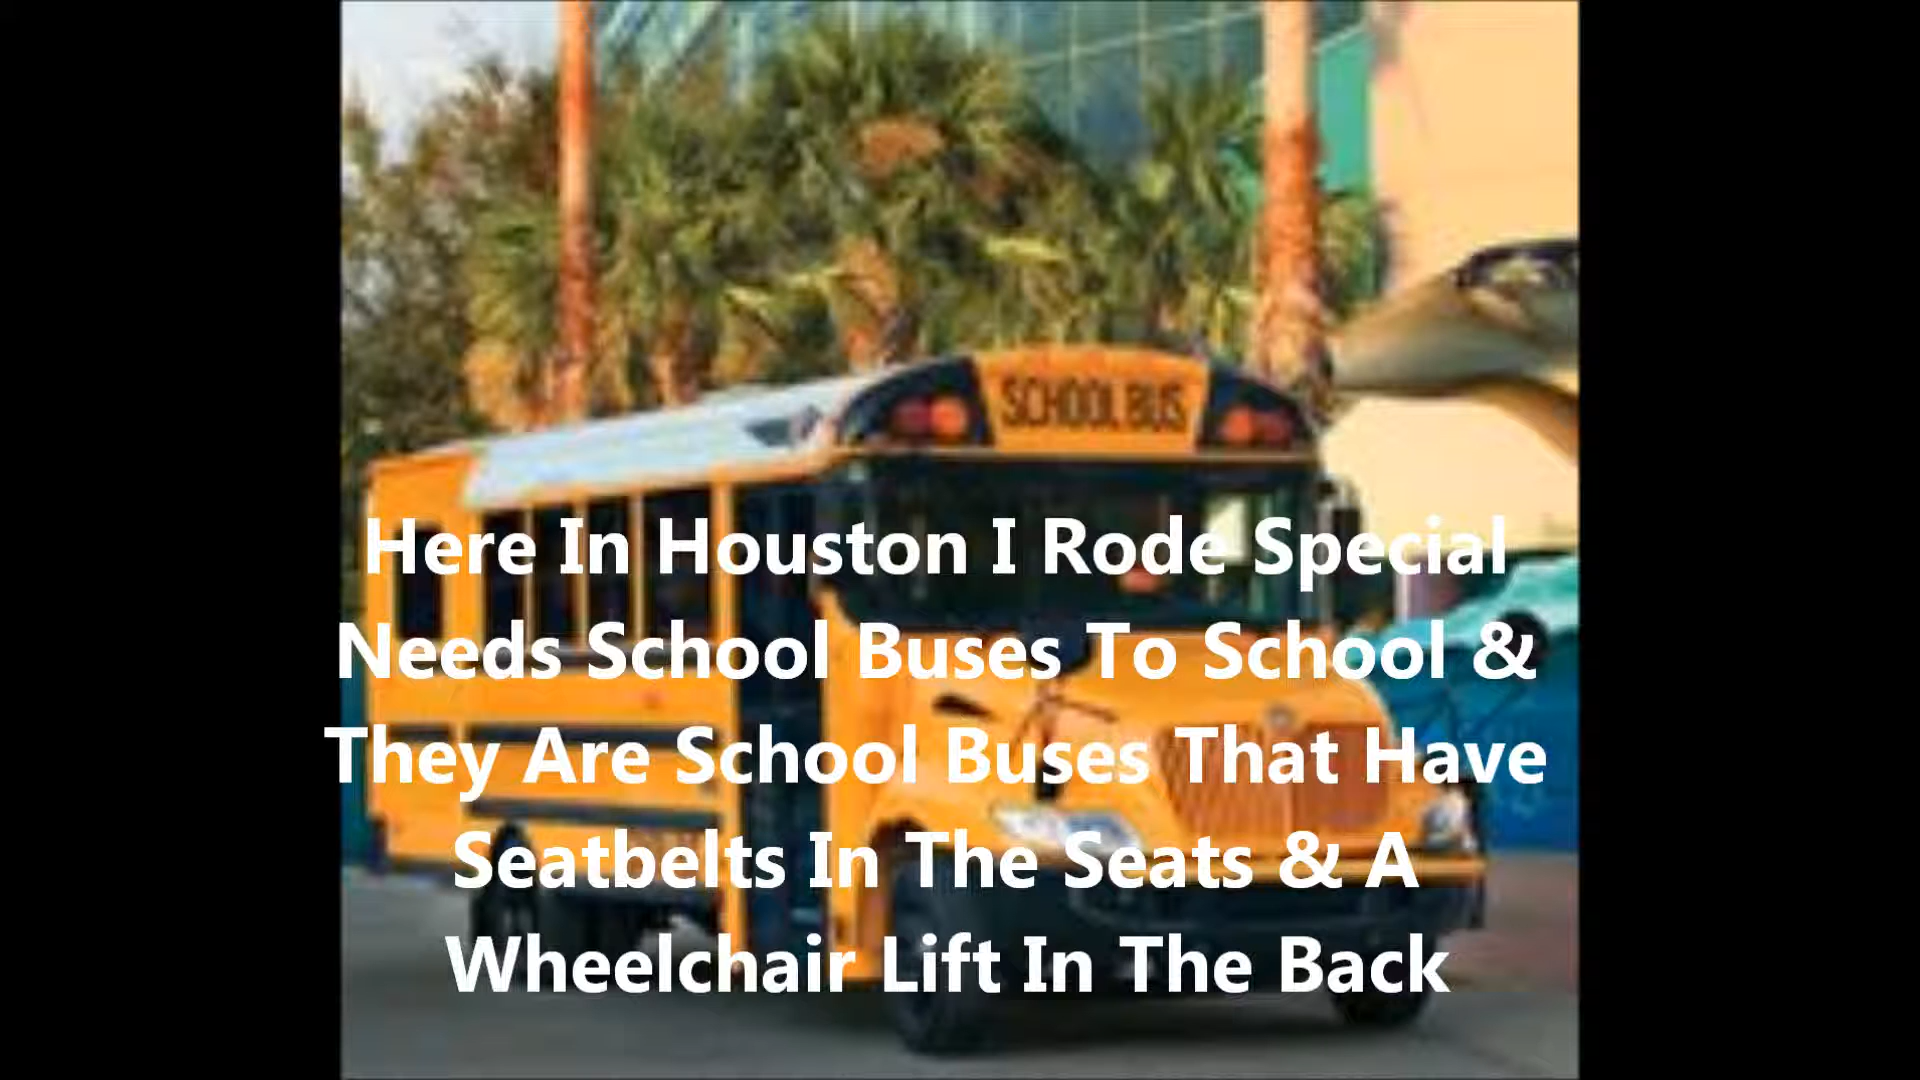 SCHOOL BUS
Here In Houston I Rode Special
Needs School Buses To School &
They Are School Buses That Have
Seatbelts In The Seats & A
Wheelchair Lift In The Back